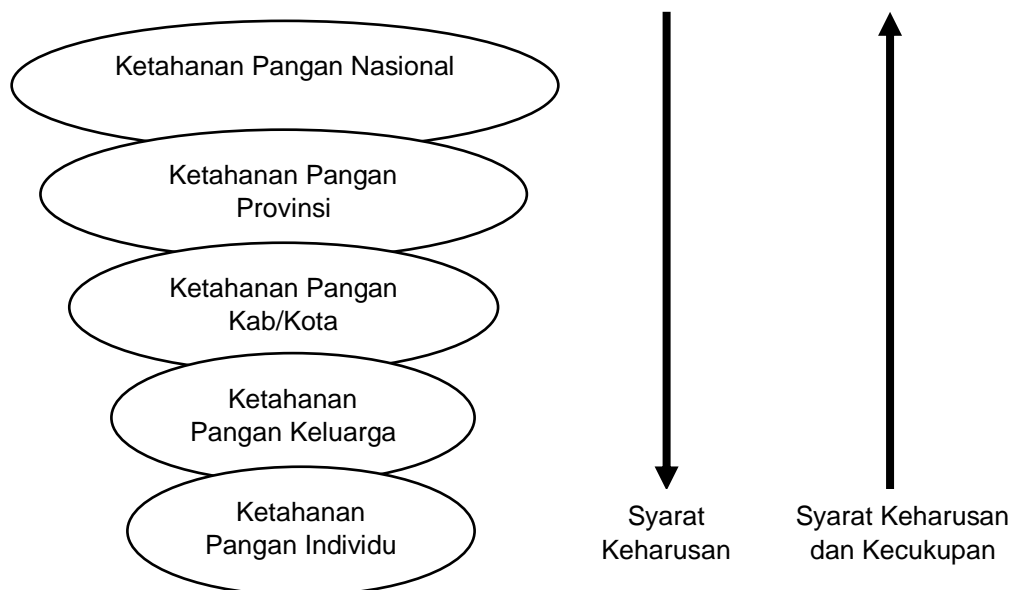 Ketahanan Pangan Nasional
Ketahanan Pangan
Provinsi
Ketahanan Pangan
Kab/Kota
Ketahanan
Pangan Keluarga
Ketahanan
Pangan Individu
Syarat
Keharusan
Syarat Keharusan
dan Kecukupan